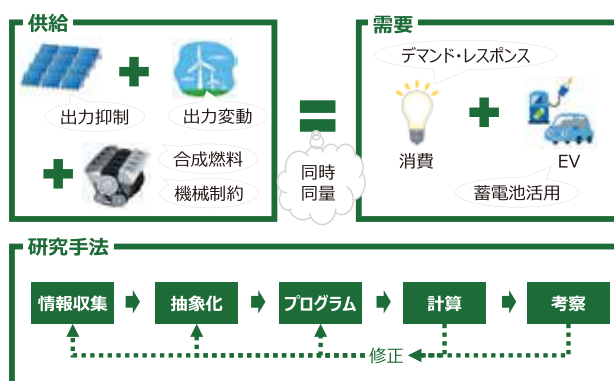 供給
出力抑制
出力変動
合成燃料
機械制約
同時
同量
需要
デマンド・レスポンス
消費
EV
蓄電池活用
研究手法
情報収集
抽象化
プログラム
計算
考察
修正